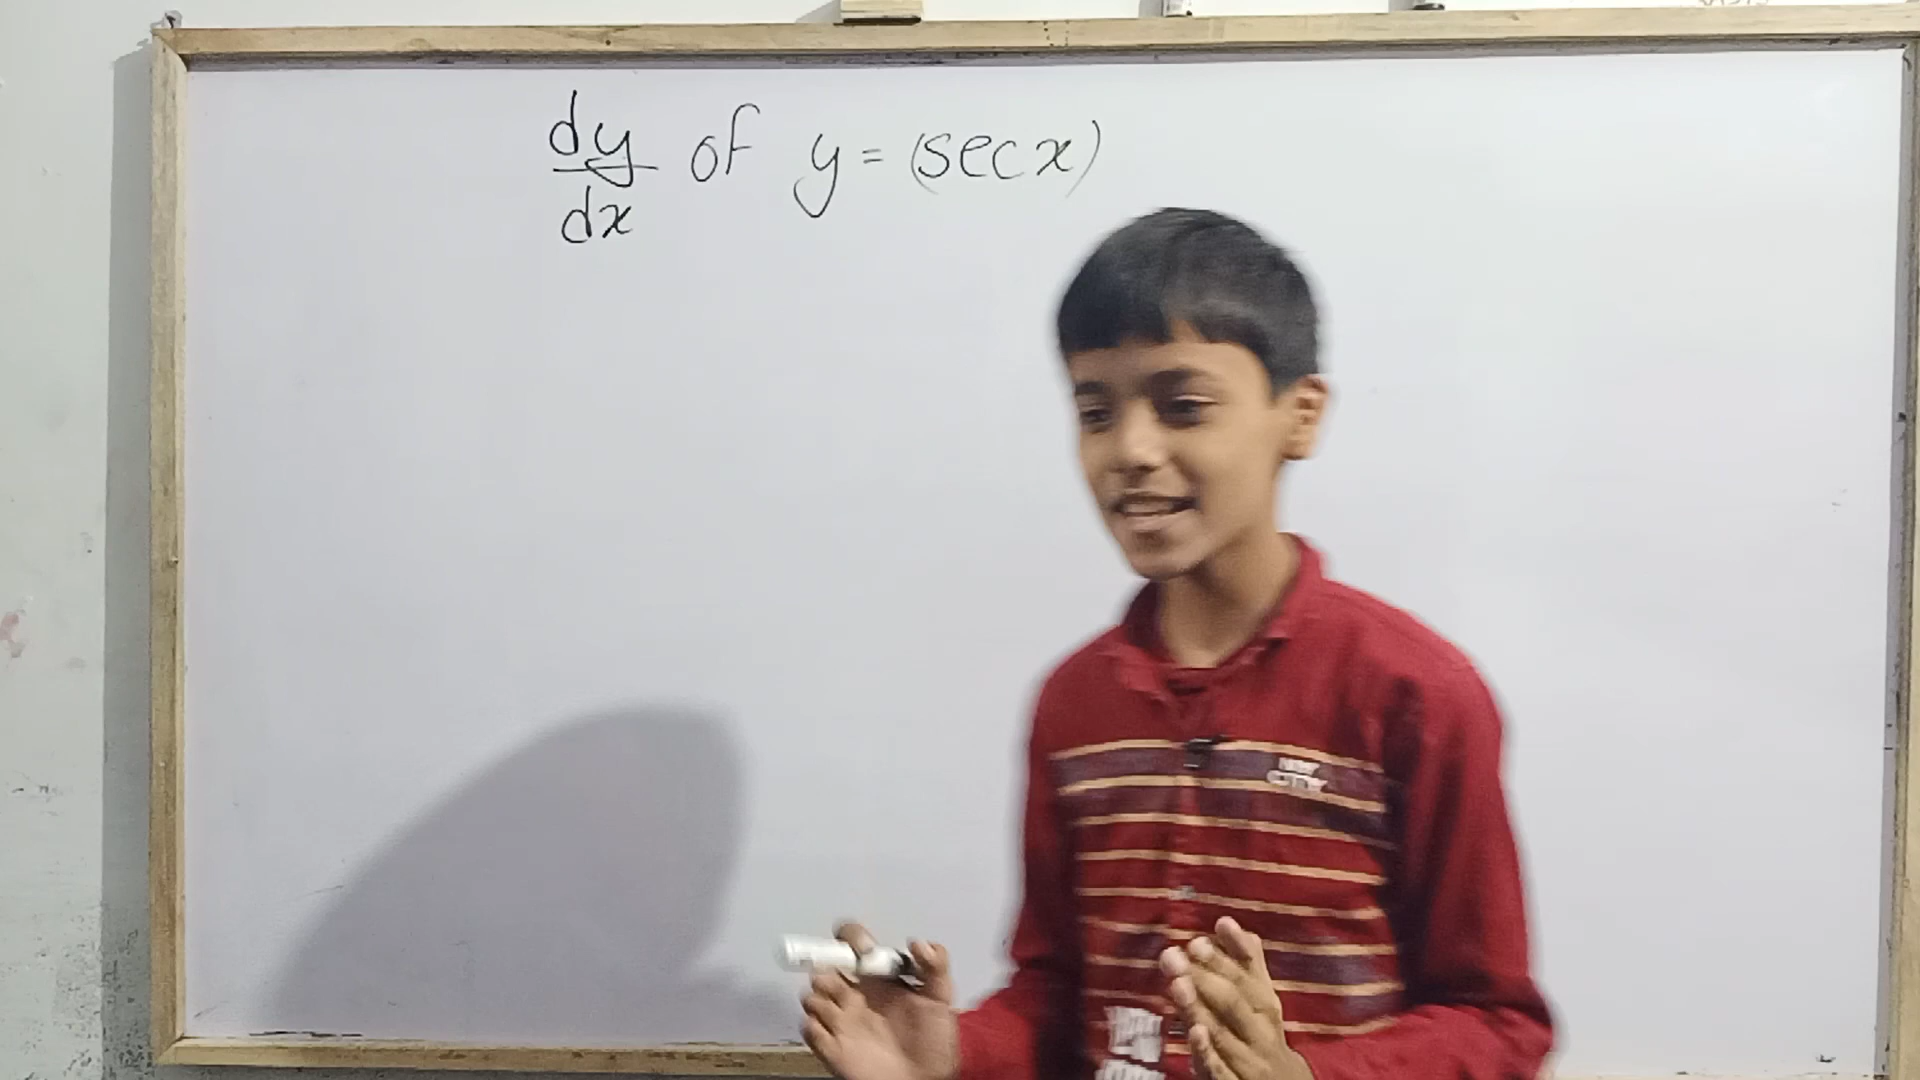 dy/dx of y = (sec x)